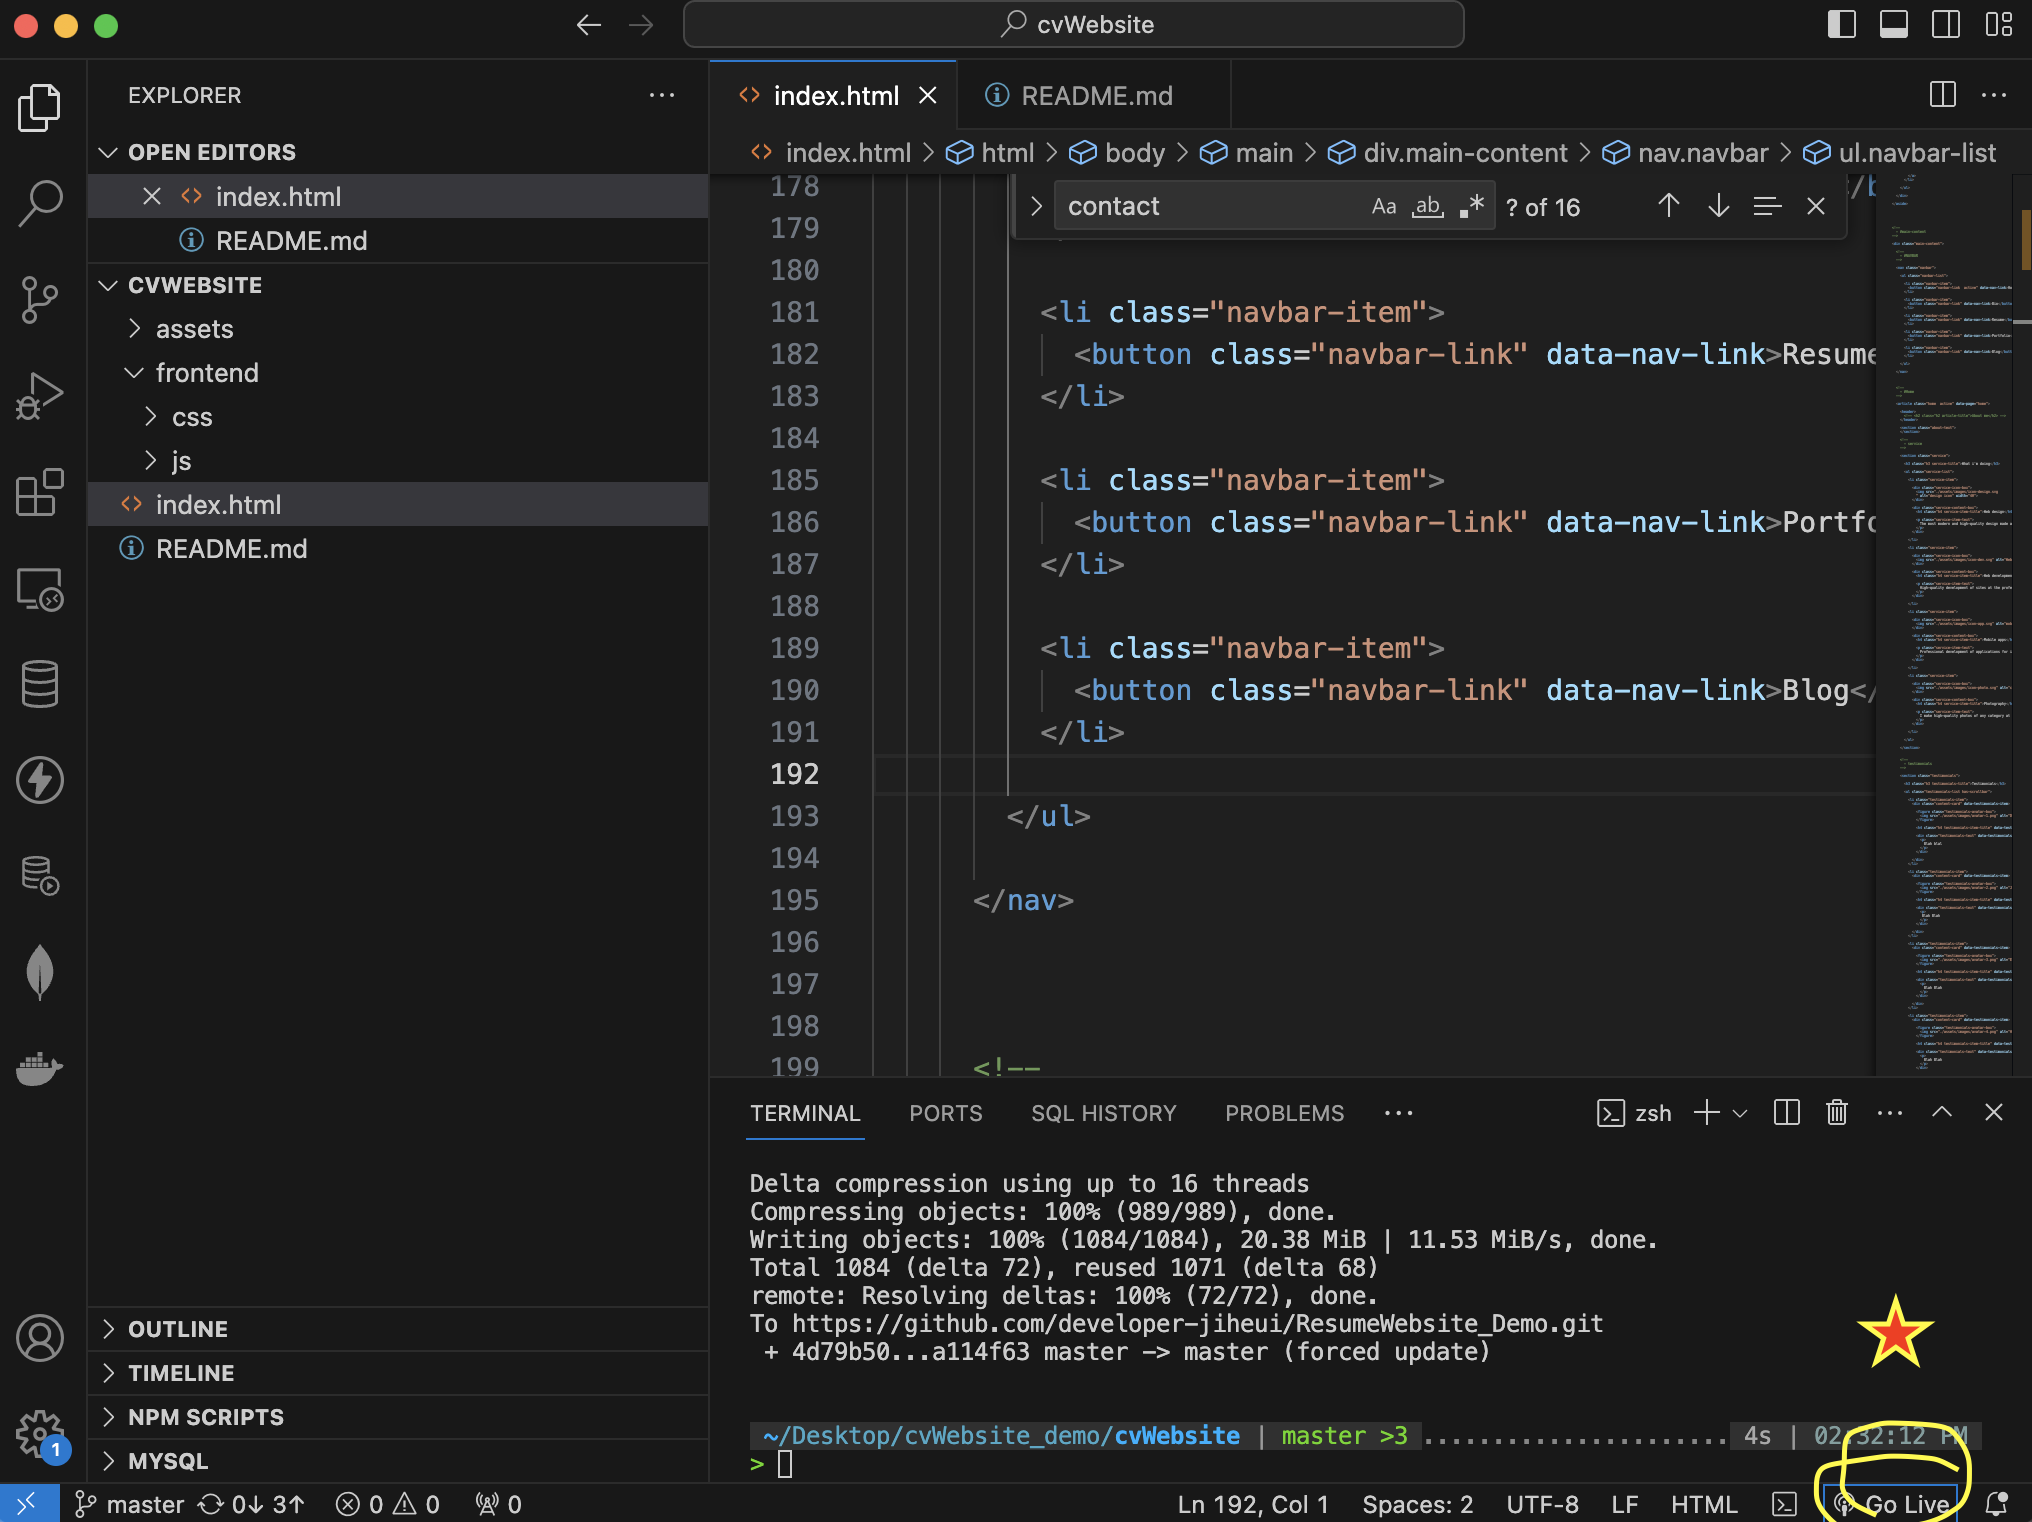 cvWebsite
EXPLORER
OPEN EDITORS
index.html
README.md
CVWEBSITE
assets
frontend
css
js
index.html
README.md
OUTLINE
TIMELINE
NPM SCRIPTS
MYSQL
1
index.html
README.md
index.html > html > body > main > div.main-content > nav.navbar > ul.navbar-list
contact Aa ab .* ? of 16
178 </b
179
180
181 <li class="navbar-item">
182 <button class="navbar-link" data-nav-link>Resume
183 </li>
184
185 <li class="navbar-item">
186 <button class="navbar-link" data-nav-link>Portfo
187 </li>
188
189 <li class="navbar-item">
190 <button class="navbar-link" data-nav-link>Blog</
191 </li>
192
193 </ul>
194
195 </nav>
196
197
198
199 <!--
TERMINAL PORTS SQL HISTORY PROBLEMS zsh
Delta compression using up to 16 threads
Compressing objects: 100% (989/989), done.
Writing objects: 100% (1084/1084), 20.38 MiB | 11.53 MiB/s, done.
Total 1084 (delta 72), reused 1071 (delta 68)
remote: Resolving deltas: 100% (72/72), done.
To https://github.com/developer-jiheui/ResumeWebsite_Demo.git
+ 4d79b50...a114f63 master -> master (forced update)
~/Desktop/cvWebsite_demo/cvWebsite | master >3 ...................... 4s | 02:32:12 PM
>
master 0↓ 3↑ 0 0 0 Ln 192, Col 1 Spaces: 2 UTF-8 LF HTML Go Live